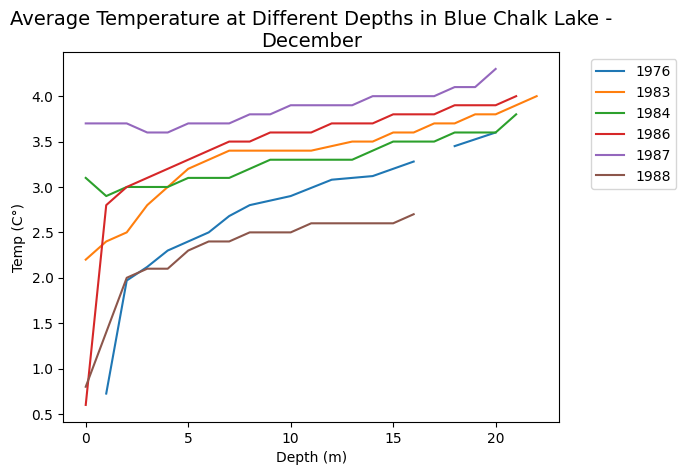 Average Temperature at Different Depths in Blue Chalk Lake -
December
1976
1983
1984
1986
1987
1988
4.0
3.5
3.0
2.5
2.0
1.5
1.0
0.5
Temp (C°)
0 5 10 15 20
Depth (m)